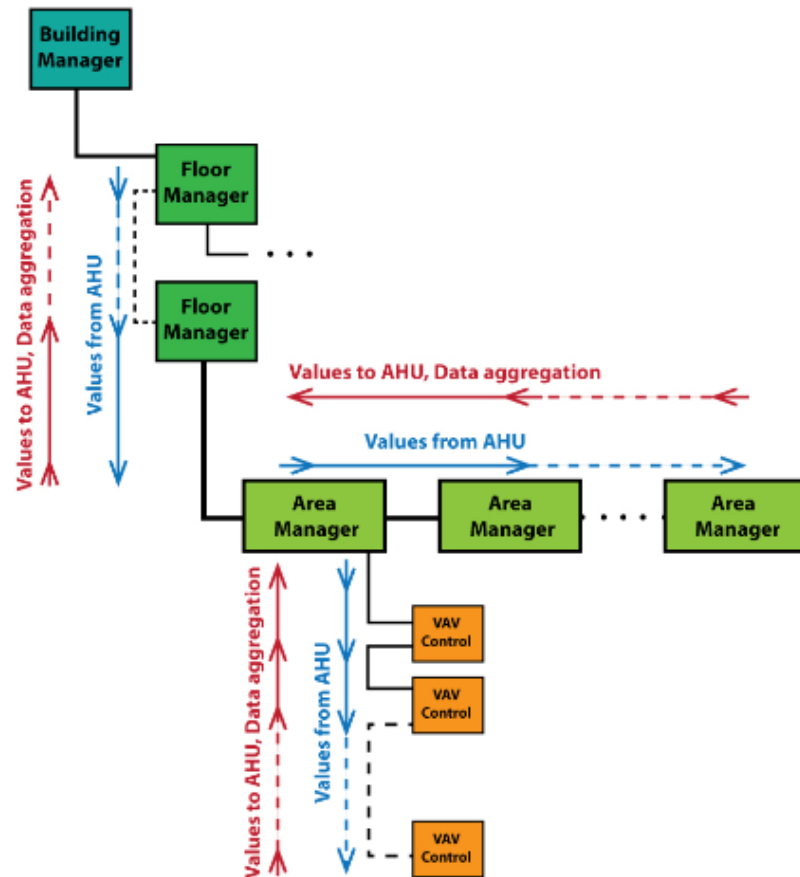 Building
Manager
Floor
Manager
Values to AHU, Data aggregation
Values from AHU
. . .
Floor
Manager
Values to AHU, Data aggregation
Values from AHU
Area
Manager
Area
Manager
. . . .
Area
Manager
Values to AHU, Data aggregation
Values from AHU
VAV
Control
VAV
Control
VAV
Control